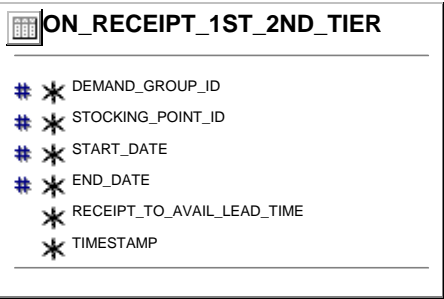 ON_RECEIPT_1ST_2ND_TIER
# * DEMAND_GROUP_ID
# * STOCKING_POINT_ID
# * START_DATE
# * END_DATE
* RECEIPT_TO_AVAIL_LEAD_TIME
* TIMESTAMP